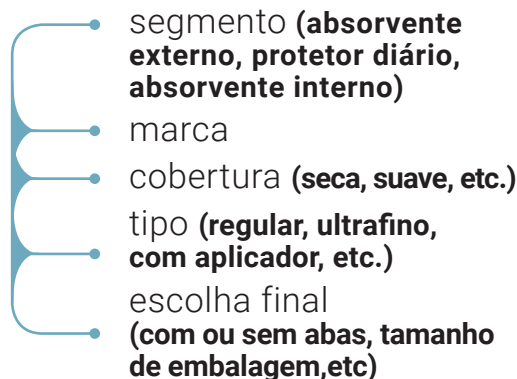 segmento (absorvente
externo, protetor diário,
absorvente interno)
marca
cobertura (seca, suave, etc.)
tipo (regular, ultrafino,
com aplicador, etc.)
escolha final
(com ou sem abas, tamanho
de embalagem,etc)